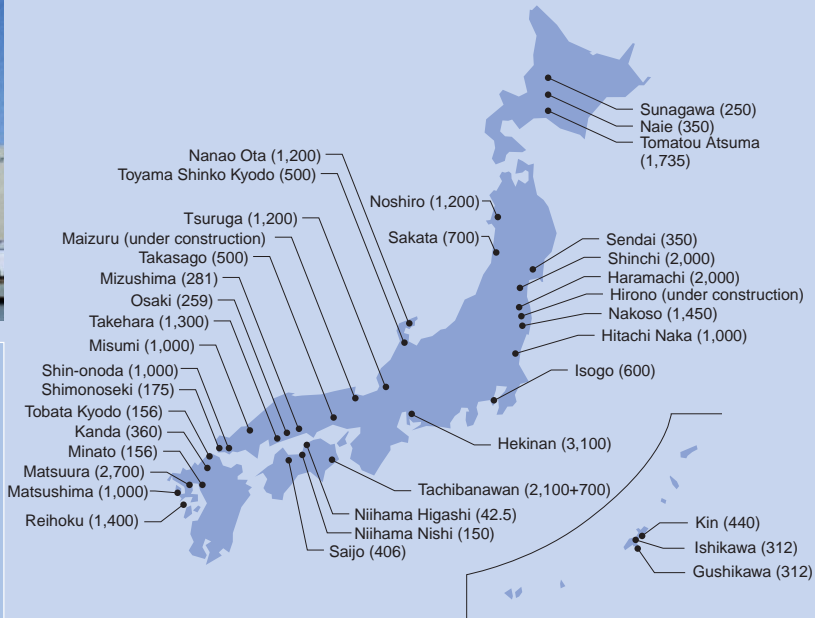 Sunagawa (250)
Naie (350)
Tomatou Atsuma
(1,735)
Nanao Ota (1,200)
Toyama Shinko Kyodo (500)
Noshiro (1,200)
Tsuruga (1,200)
Maizuru (under construction)
Sakata (700)
Takasago (500)
Mizushima (281)
Osaki (259)
Takehara (1,300)
Misumi (1,000)
Shin-onoda (1,000)
Shimonoseki (175)
Tobata Kyodo (156)
Kanda (360)
Minato (156)
Matsuura (2,700)
Matsushima (1,000)
Reihoku (1,400)
Sendai (350)
Shinchi (2,000)
Haramachi (2,000)
Hirono (under construction)
Nakoso (1,450)
Hitachi Naka (1,000)
Isogo (600)
Hekinan (3,100)
Tachibanawan (2,100+700)
Niihama Higashi (42.5)
Niihama Nishi (150)
Saijo (406)
Kin (440)
Ishikawa (312)
Gushikawa (312)